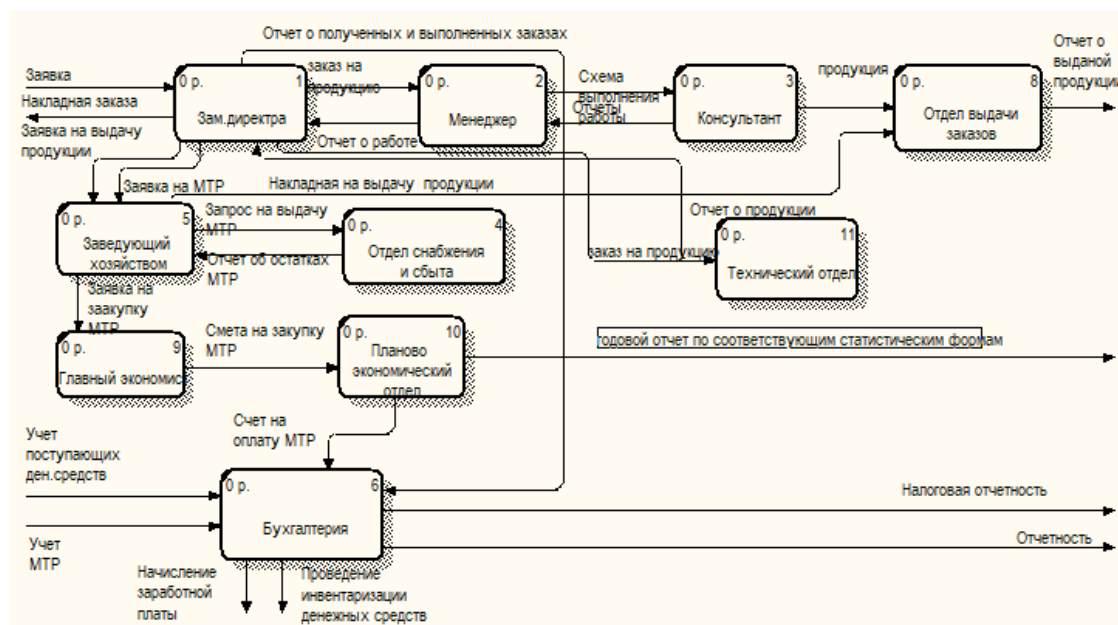 Отчет о полученных и выполненных заказах
Отчет о
выданой
продукции
Заявка
0 р.
1
Зам.директра
заказ на
продукцию
0 р.
2
Менеджер
Схема
выполнения
работы
Отчеты
0 р.
3
Консультант
продукция
0 р.
8
Отдел выдачи
заказов
Накладная заказа
Заявка на выдачу
продукции
Отчет о работе
Заявка на МТР
Накладная на выдачу продукции
0 р.
5
Заведующий
хозяйством
Запрос на выдачу
МТР
Отчет об остатках
МТР
0 р.
4
Отдел снабжения
и сбыта
Отчет о продукции
заказ на продукцию
0 р.
11
Технический отдел
Заявка на
заакупку
МТР
0 р.
9
Главный экономис
Смета на закупку
МТР
0 р.
10
Планово
экономический
отдел
годовой отчет по соответствующим статистическим формам
Счет на
оплату МТР
Учет
поступающих
ден.средств
Учет
МТР
0 р.
6
Бухгалтерия
Налоговая отчетность
Отчетность
Начисление
заработной
платы
Проведение
инвентаризации
денежных средств